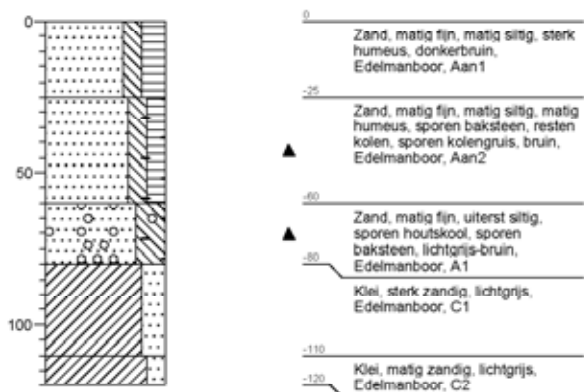 0
50
100
0
Zand, matig fijn, matig siltig, sterk
humeus, donkerbruin,
Edelmanboor, Aan1
-25
Zand, matig fijn, matig siltig, matig
humeus, sporen baksteen, resten
kolen, sporen kolengruis, bruin,
Edelmanboor, Aan2
-60
Zand, matig fijn, uiterst siltig,
sporen houtskool, sporen
baksteen, lichtgrijs-bruin,
Edelmanboor, A1
-80
Klei, sterk zandig, lichtgrijs,
Edelmanboor, C1
-110
Klei, matig zandig, lichtgrijs,
Edelmanboor, C2
-120